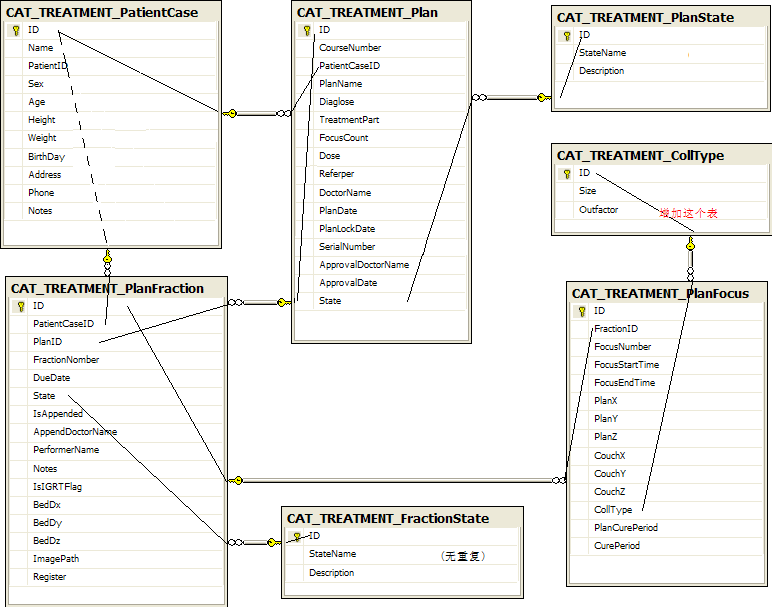 CAT_TREATMENT_PatientCase
ID
Name
PatientID
Sex
Age
Height
Weight
BirthDay
Address
Phone
Notes
CAT_TREATMENT_Plan
ID
CourseNumber
PatientCaseID
PlanName
Diaglose
TreatmentPart
FocusCount
Dose
Referper
DoctorName
PlanDate
PlanLockDate
SerialNumber
ApprovalDoctorName
ApprovalDate
State
CAT_TREATMENT_PlanState
ID
StateName
Description
CAT_TREATMENT_CollType
ID
Size
Outfactor
增加这个表
CAT_TREATMENT_PlanFraction
ID
PatientCaseID
PlanID
FractionNomber
DueDate
State
IsAppended
AppendDoctorName
PerformerName
Notes
IsIGRTFlag
BedDx
BedDy
BedDz
ImagePath
Register
CAT_TREATMENT_PlanFocus
ID
FractionID
FocusNumber
FocusStartTime
FocusEndTime
PlanX
PlanY
PlanZ
CouchX
CouchY
CouchZ
CollType
PlanCurePeriod
CurePeriod
CAT_TREATMENT_FractionState
ID
StateName
(无重复)
Description